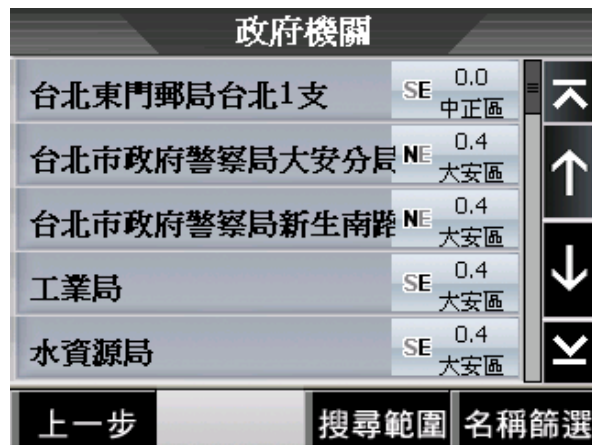 政府機關
台北東門郵局台北1支 SE 0.0
中正區
台北市政府警察局大安分局 NE 0.4
大安區
台北市政府警察局新生南路 NE 0.4
大安區
工業局 SE 0.4
大安區
水資源局 SE 0.4
大安區
上一步 搜尋範圍 名稱篩選